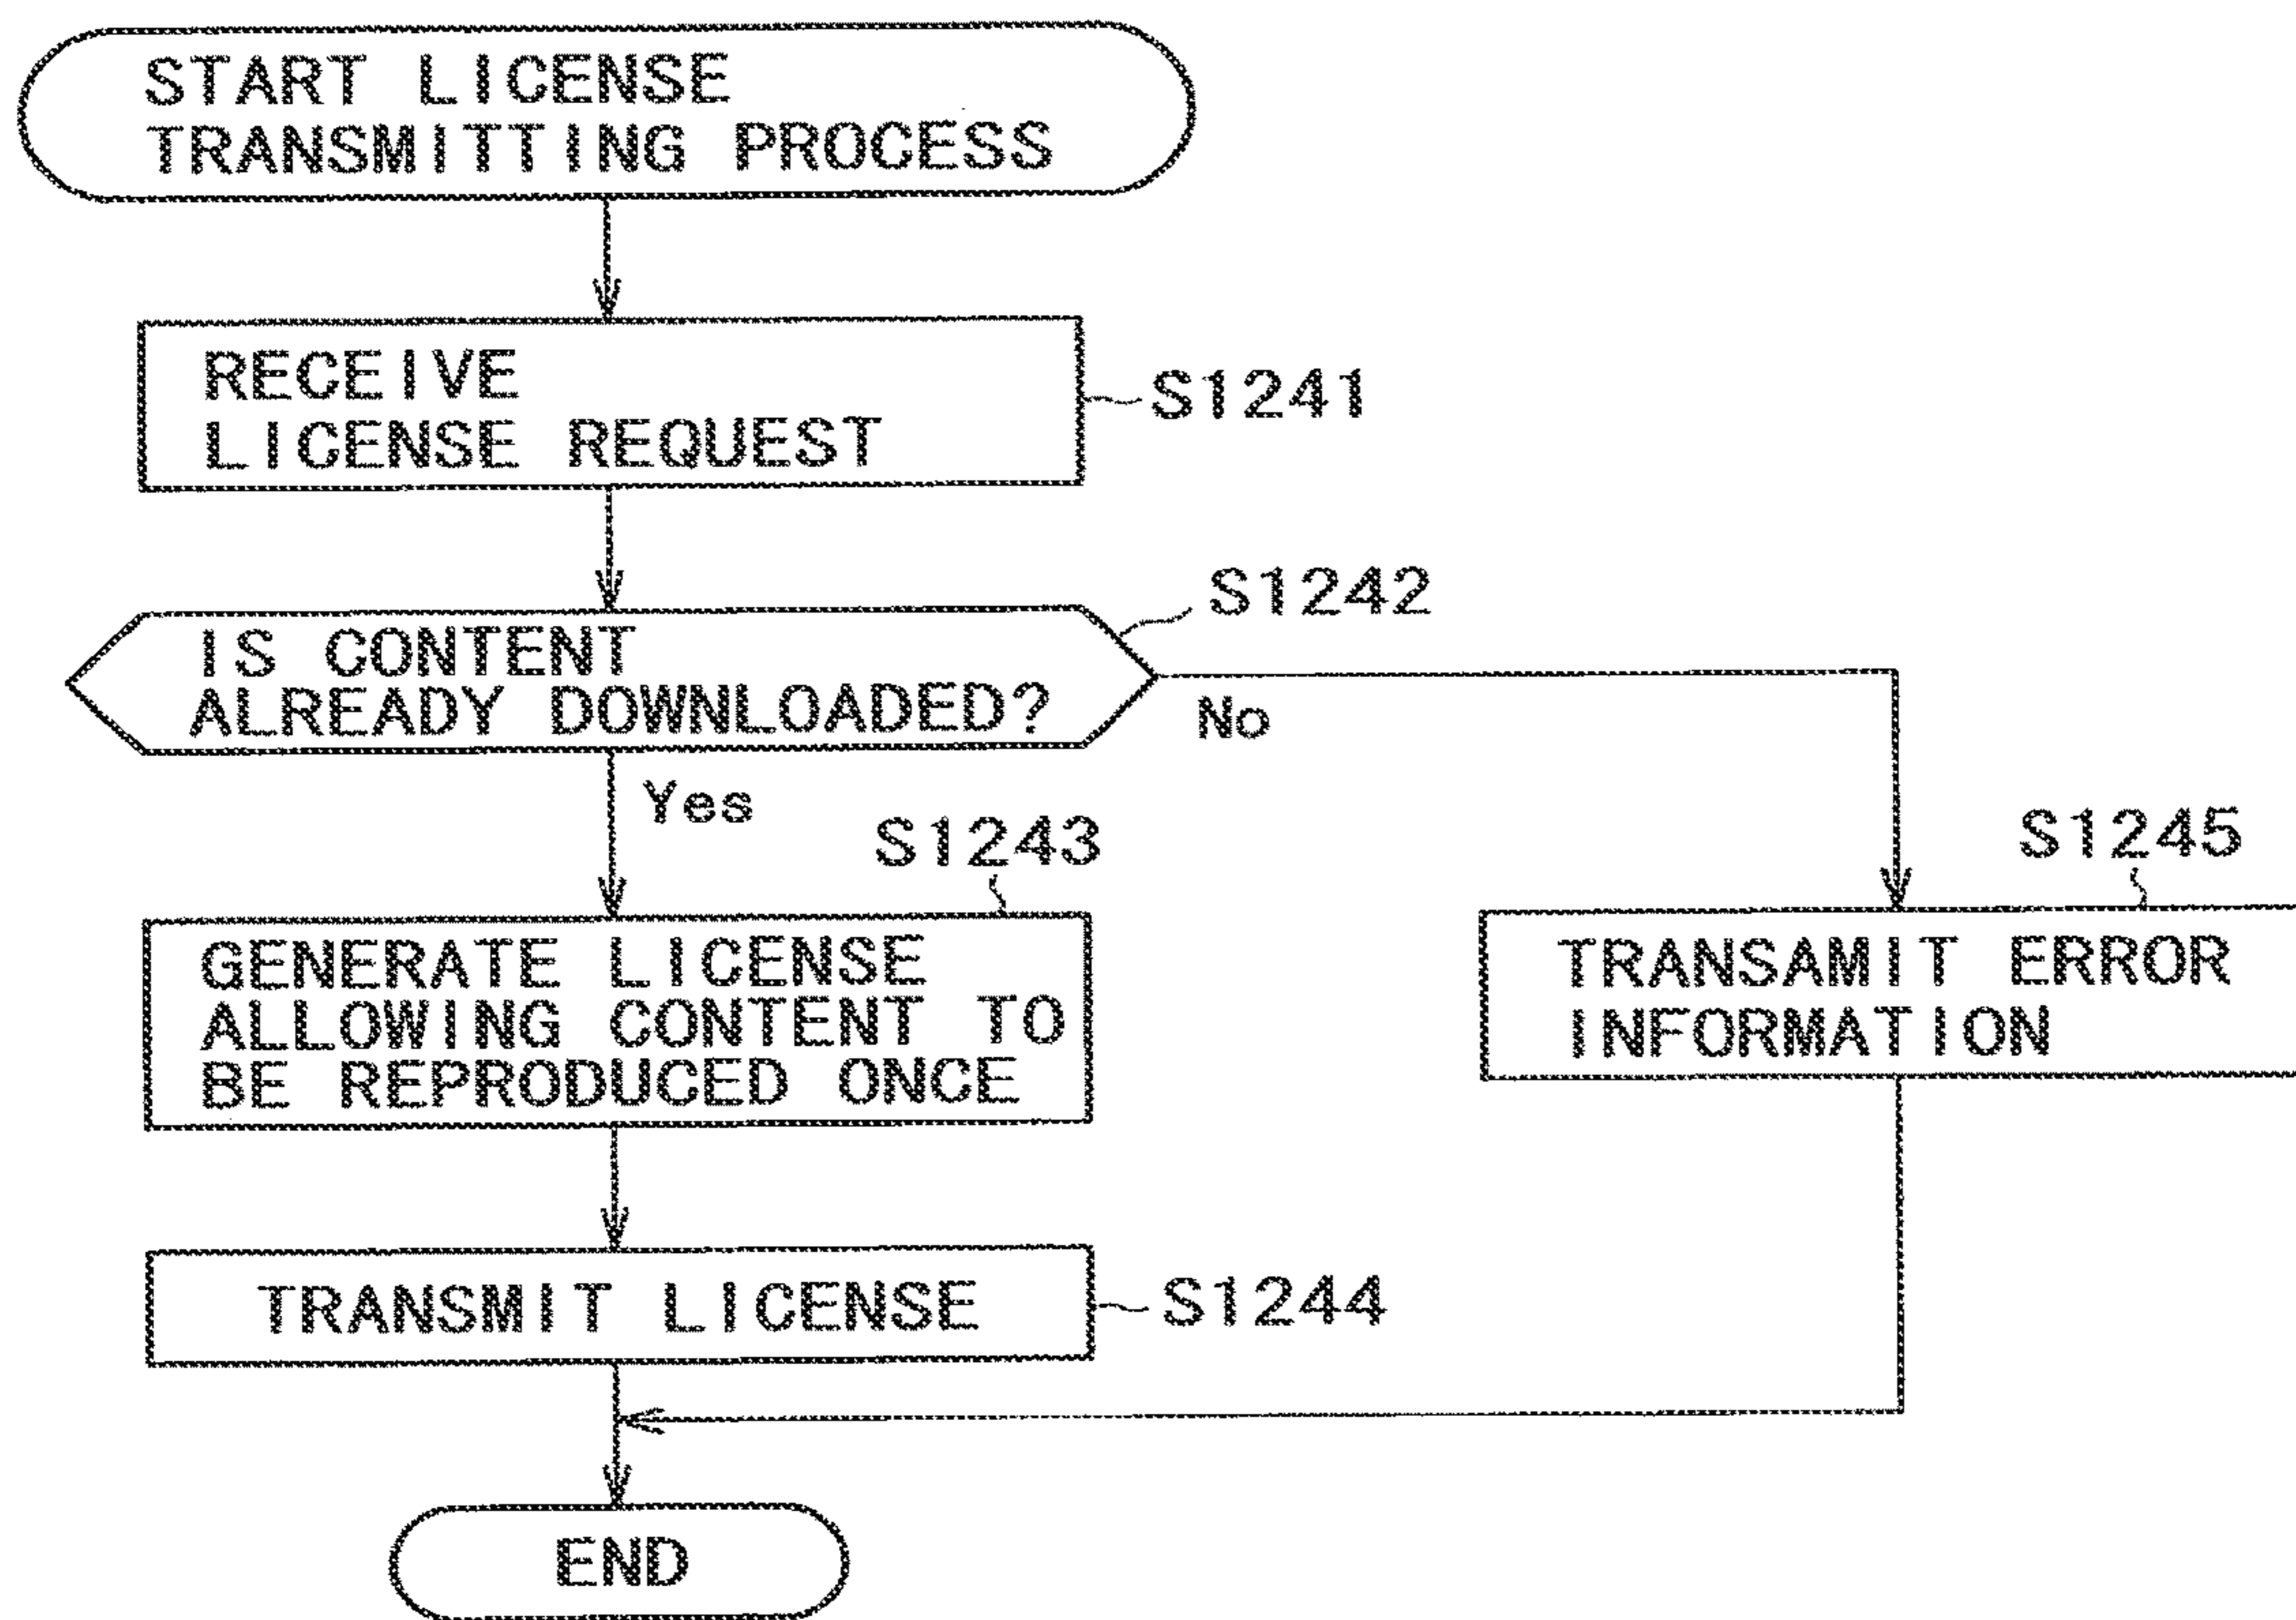 START LICENSE
TRANSMITTING PROCESS
RECEIVE
LICENSE REQUEST
S1241
S1242
IS CONTENT
ALREADY DOWNLOADED?
No
Yes
S1243
S1245
GENERATE LICENSE
ALLOWING CONTENT TO
BE REPRODUCED ONCE
TRANSAMIT ERROR
INFORMATION
TRANSMIT LICENSE
S1244
END